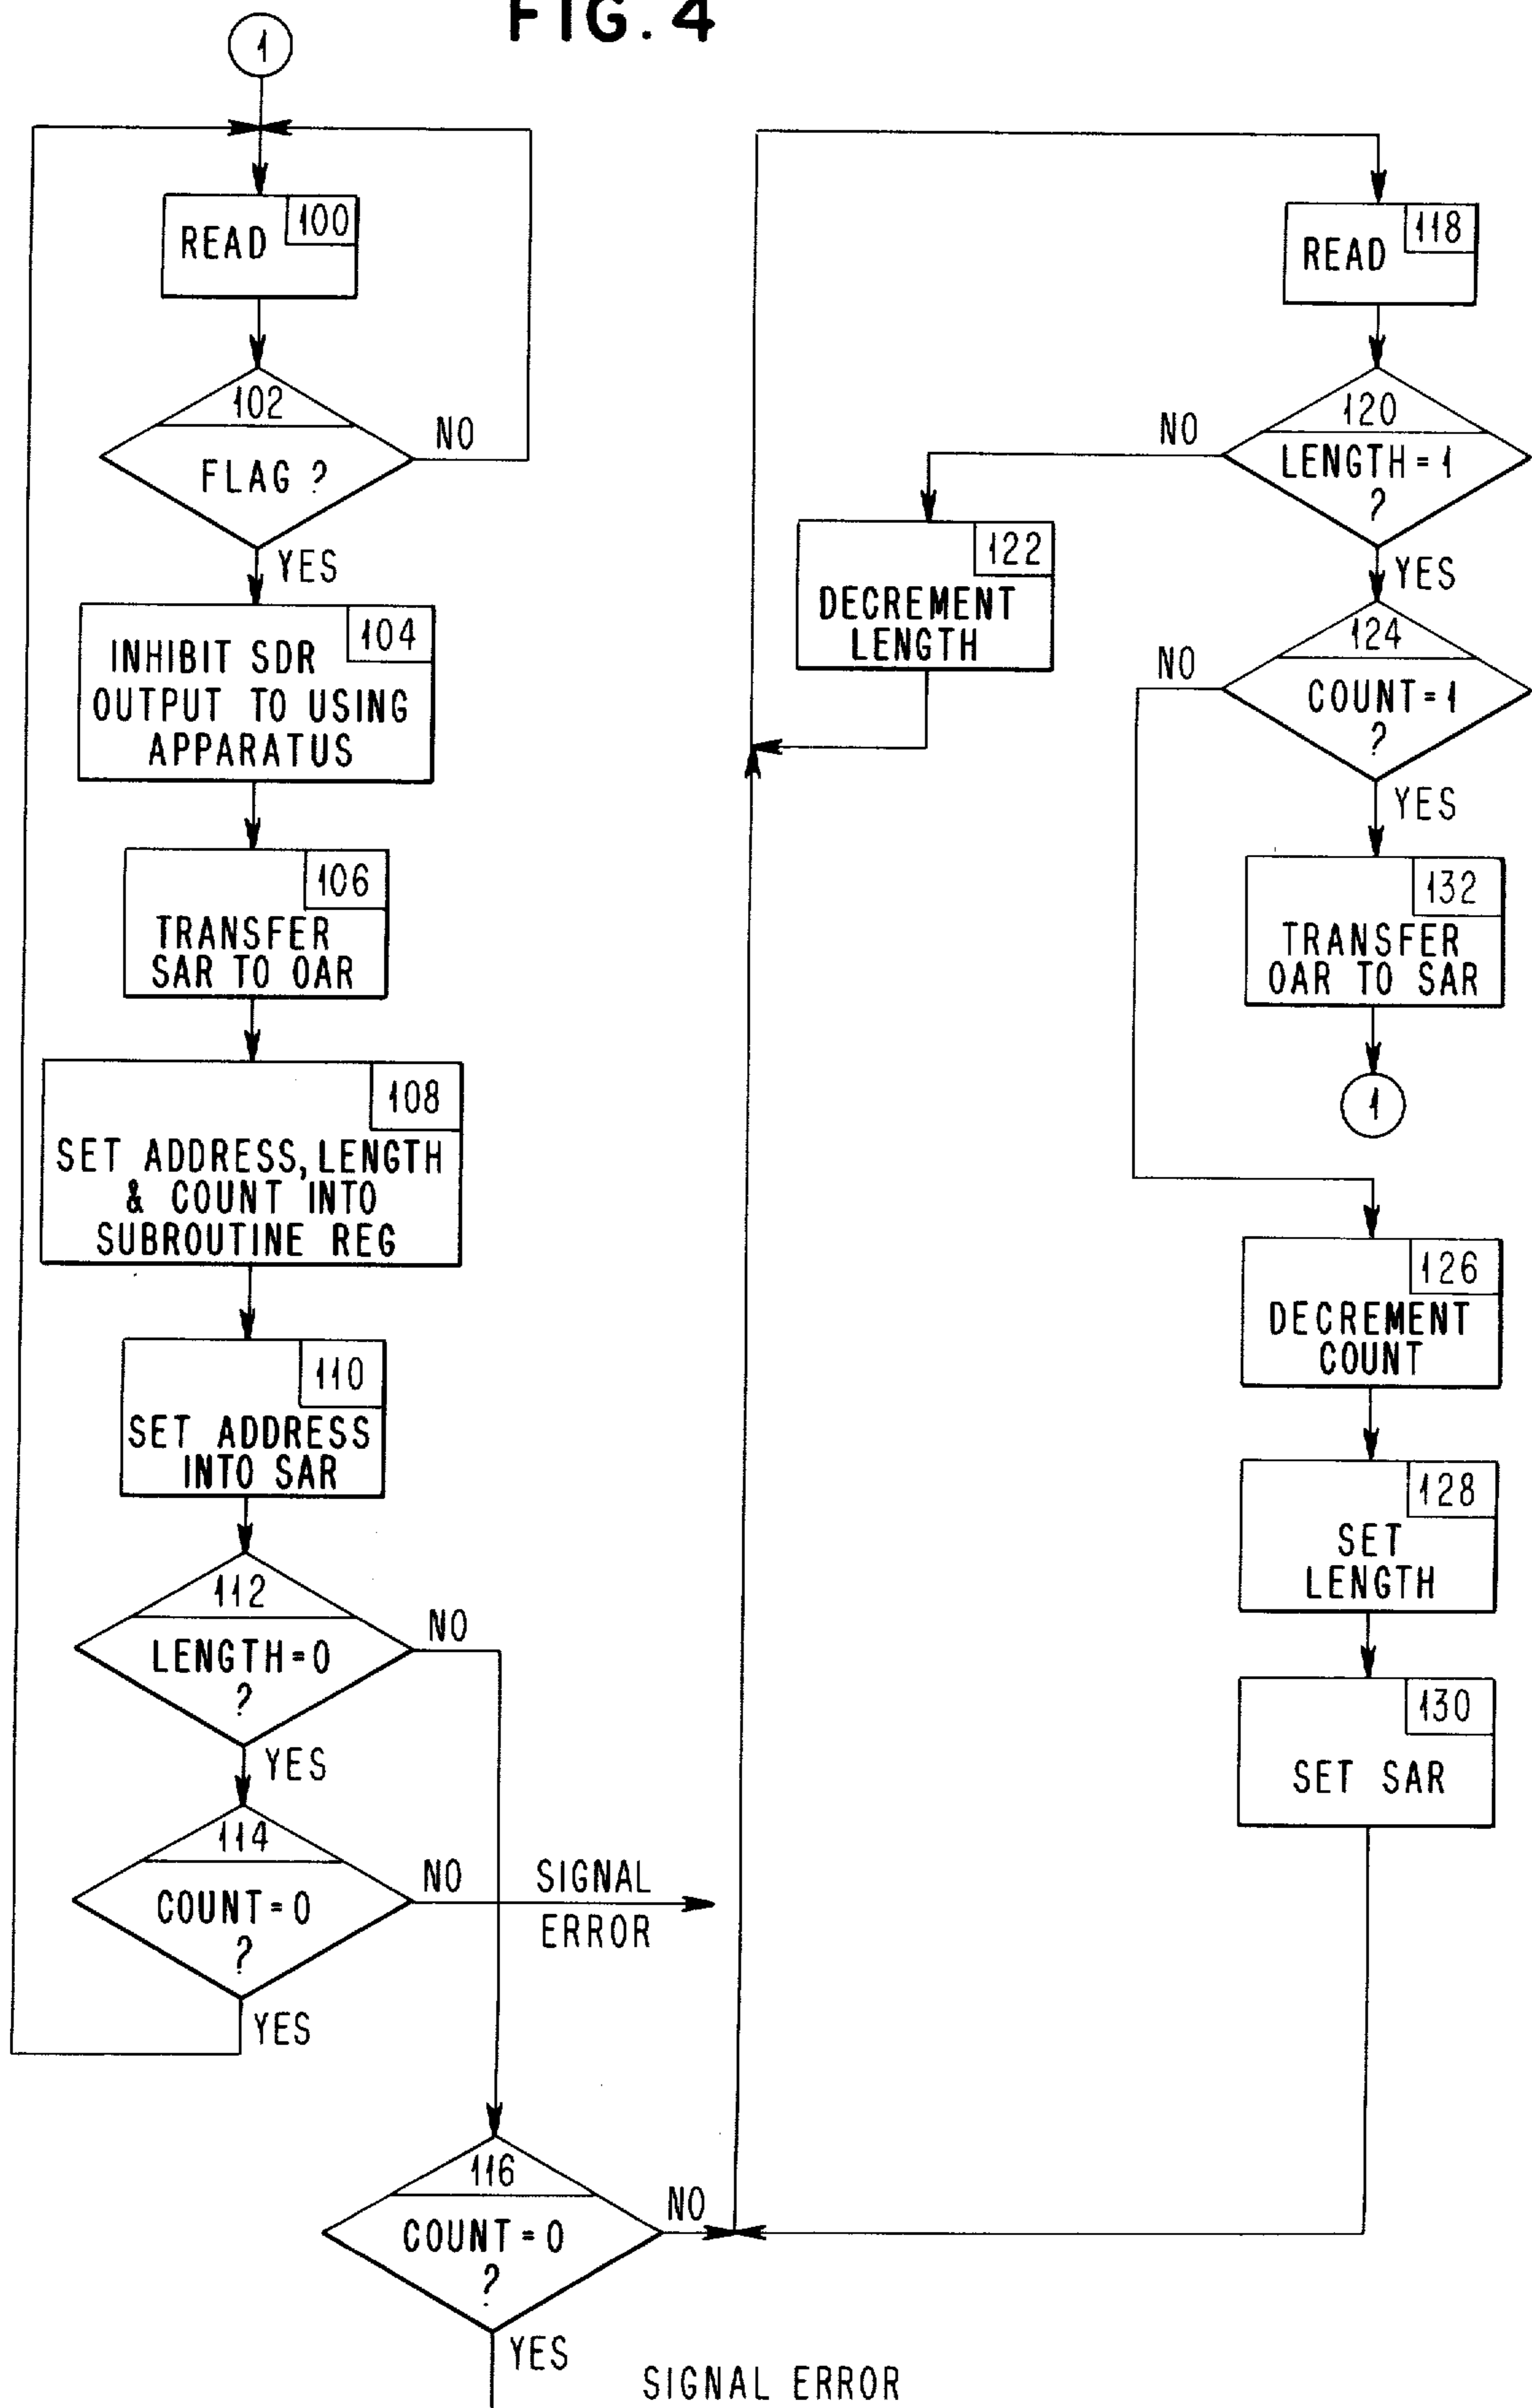 FIG. 4
1
100
READ
102
FLAG ?
NO
YES
104
INHIBIT SDR
OUTPUT TO USING
APPARATUS
106
TRANSFER
SAR TO OAR
108
SET ADDRESS, LENGTH
& COUNT INTO
SUBROUTINE REG
110
SET ADDRESS
INTO SAR
112
LENGTH=0
?
NO
YES
114
COUNT=0
?
NO
SIGNAL
ERROR
YES
116
COUNT=0
?
NO
YES
SIGNAL ERROR
118
READ
120
LENGTH=1
?
NO
YES
122
DECREMENT
LENGTH
124
COUNT=1
?
NO
YES
132
TRANSFER
OAR TO SAR
1
126
DECREMENT
COUNT
128
SET
LENGTH
130
SET SAR